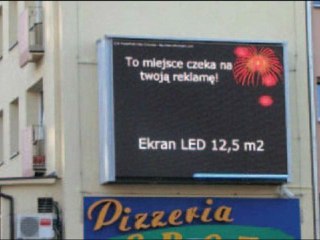 To miejsce czeka na
twoją reklamę!
Ekran LED 12,5 m2
Pizzeria